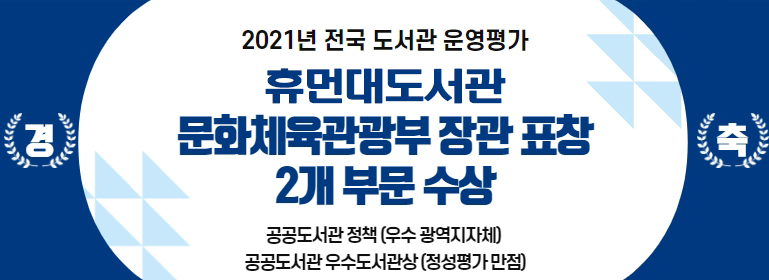 2021년 전국 도서관 운영평가
휴먼대도서관
문화체육관광부 장관 표창
2개 부문 수상
경 축
공공도서관 정책 (우수 광역지자체)
공공도서관 우수도서관상 (정성평가 만점)